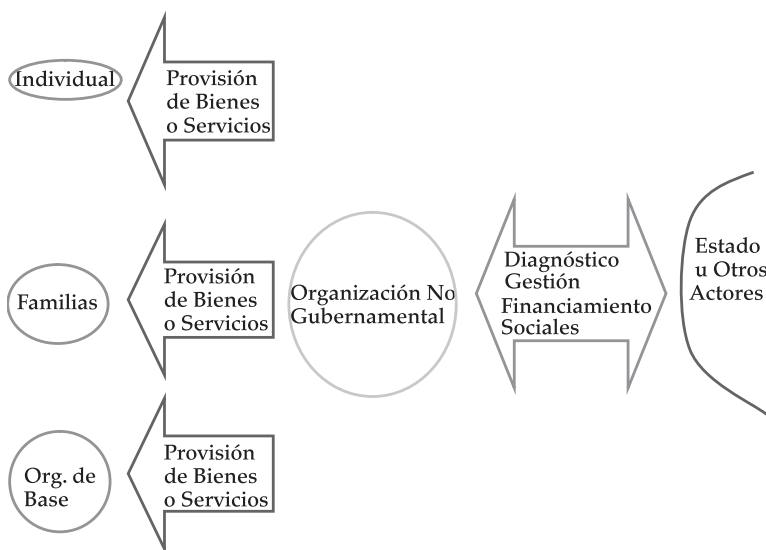 Individual
Provisión
de Bienes
o Servicios
Familias
Provisión
de Bienes
o Servicios
Organización No
Gubernamental
Diagnóstico
Gestión
Financiamiento
Sociales
Estado
u Otros
Actores
Org. de
Base
Provisión
de Bienes
o Servicios